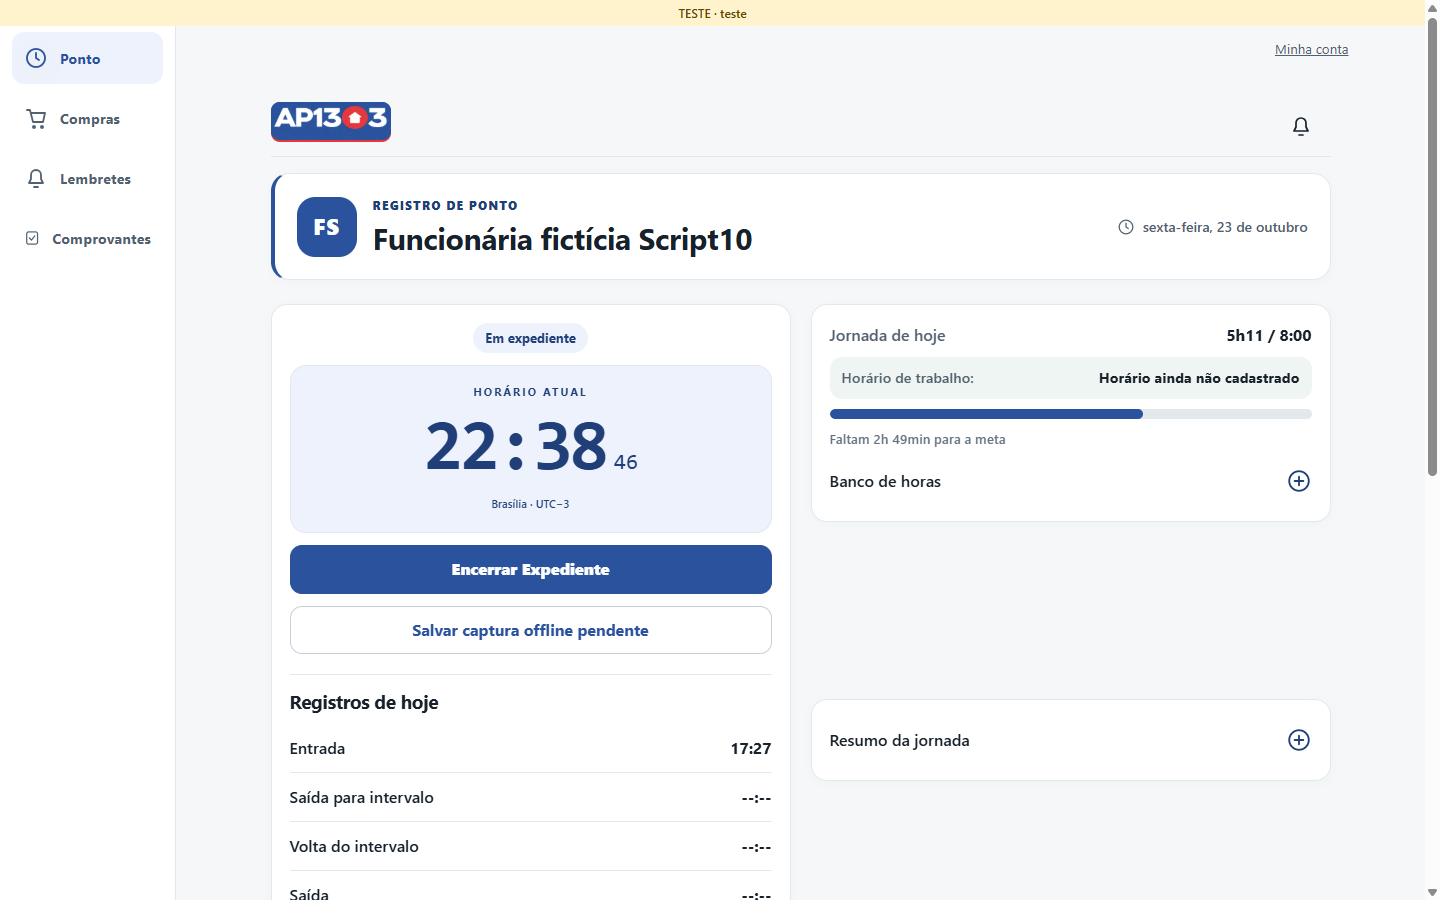 TESTE · teste
Ponto
Compras
Lembretes
Comprovantes
Minha conta
AP1303
REGISTRO DE PONTO
FS
Funcionária fictícia Script10
sexta-feira, 23 de outubro
Em expediente
HORÁRIO ATUAL
22:38 46
Brasília · UTC−3
Encerrar Expediente
Salvar captura offline pendente
Registros de hoje
Entrada 17:27
Saída para intervalo --:--
Volta do intervalo --:--
Saída --:--
Jornada de hoje 5h11 / 8:00
Horário de trabalho: Horário ainda não cadastrado
Faltam 2h 49min para a meta
Banco de horas
Resumo da jornada